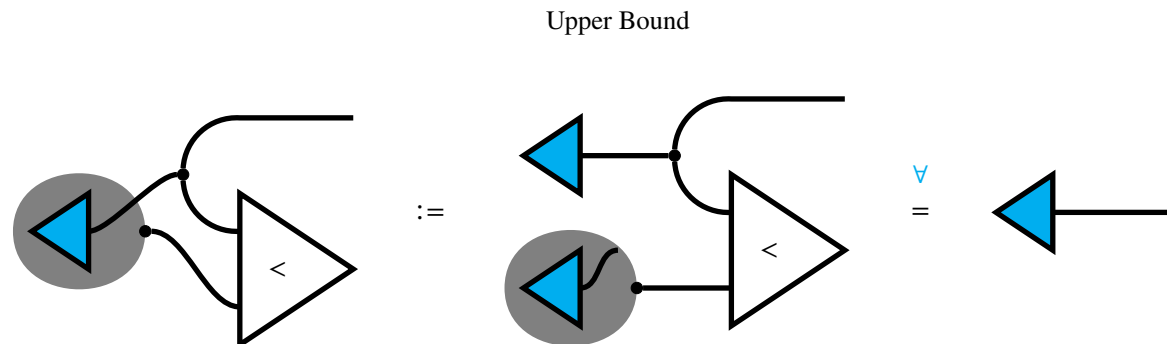 Upper Bound
∀
< := < =